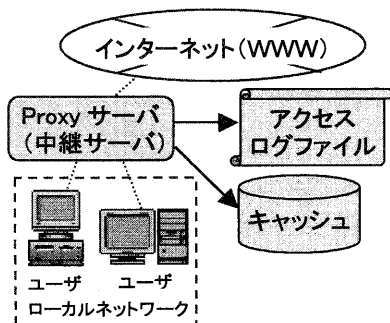 インターネット(WWW)
Proxy サーバ
(中継サーバ)
アクセス
ログファイル
キャッシュ
ユーザ ユーザ
ローカルネットワーク